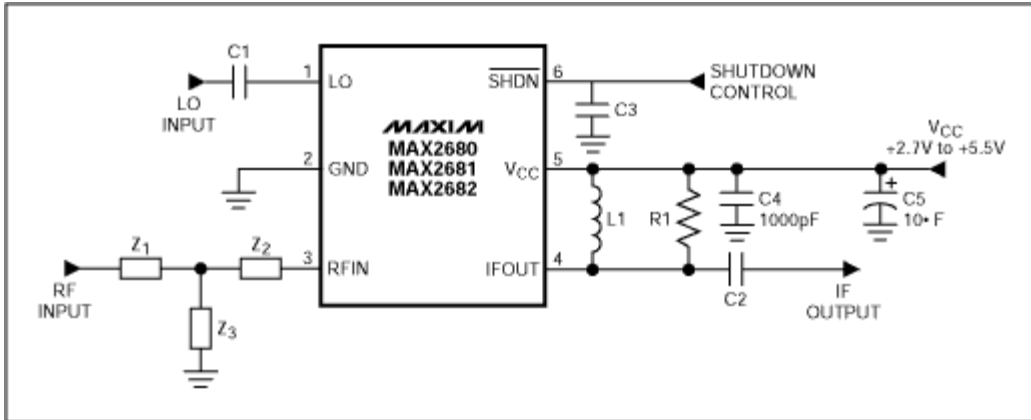 C1
1
LO
LO
INPUT
SHDN
6
SHUTDOWN
CONTROL
C3
MAXIM
MAX2680
MAX2681
MAX2682
2
GND
VCC
5
VCC
+2.7V to +5.5V
L1
R1
C4
1000pF
+
C5
10• F
Z1
Z2
3
RFIN
RF
INPUT
Z3
IFOUT
4
C2
IF
OUTPUT